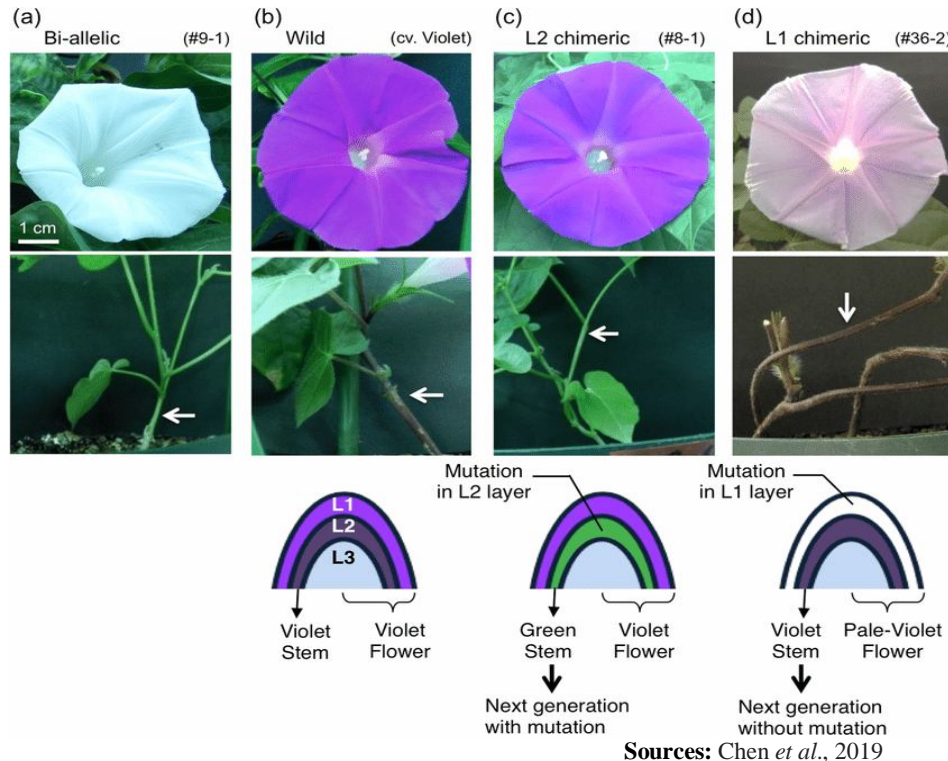 (a) (b) (c) (d)
Bi-allelic (#9-1) Wild (cv. Violet) L2 chimeric (#8-1) L1 chimeric (#36-2)
1 cm
Mutation
in L2 layer
Mutation
in L1 layer
L1
L2
L3
Violet
Stem
Violet
Flower
Green
Stem
Violet
Flower
Violet
Stem
Pale-Violet
Flower
Next generation
with mutation
Next generation
without mutation
Sources: Chen et al., 2019